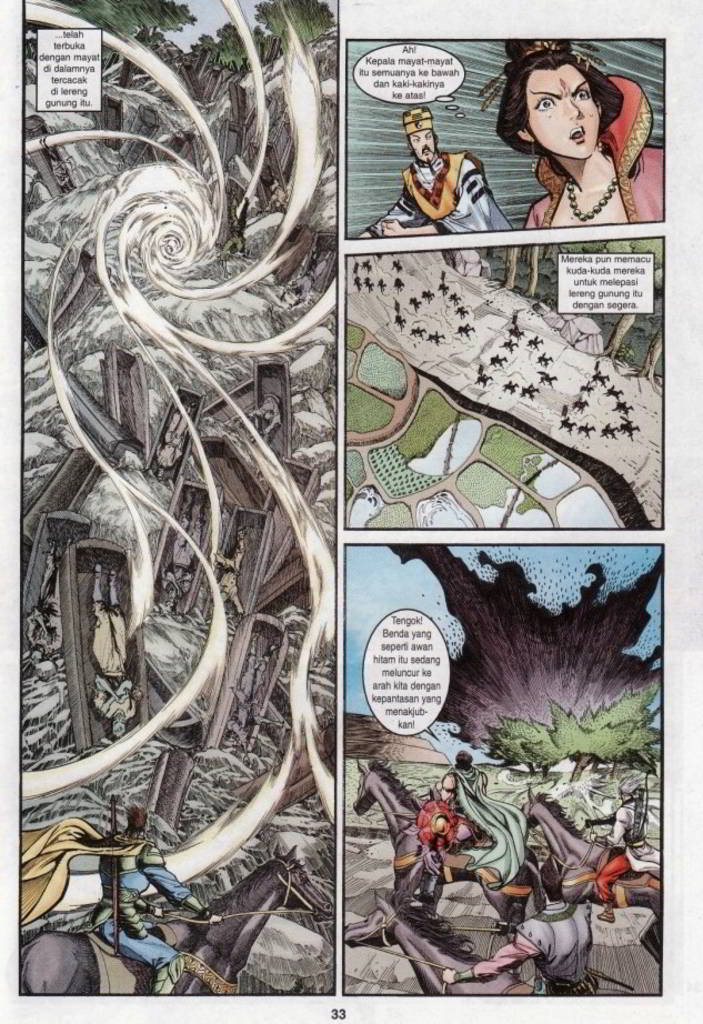 ...telah
terbuka
dengan mayat
di dalamnya
tercacak
di lereng
gunung itu.
Ah!
Kepala mayat-mayat
itu semuanya ke bawah
dan kaki-kakinya
ke atas!
Mereka pun memacu
kuda-kuda mereka
untuk melepasi
lereng gunung itu
dengan segera.
Tengok!
Benda yang
seperti awan
hitam itu sedang
meluncur ke
arah kita dengan
kepantasan yang
menakjub-
kan!
33